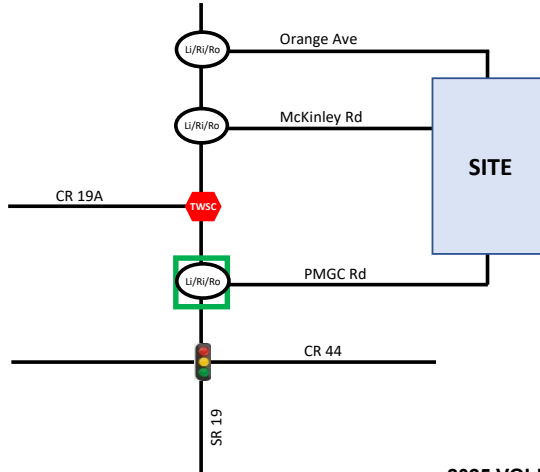 Li/Ri/Ro
Orange Ave
Li/Ri/Ro
McKinley Rd
SITE
CR 19A
TWSC
Li/Ri/Ro
PMGC Rd
CR 44
SR 19